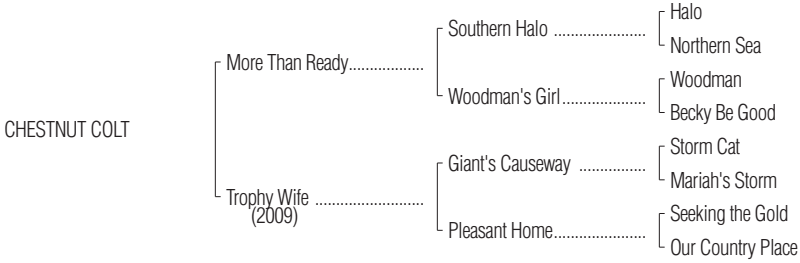 Halo
Southern Halo ......................
Northern Sea
More Than Ready..................
Woodman
Woodman's Girl....................
Becky Be Good
CHESTNUT COLT
Storm Cat
Giant's Causeway ................
Mariah's Storm
Trophy Wife .........................
(2009)
Seeking the Gold
Pleasant Home......................
Our Country Place